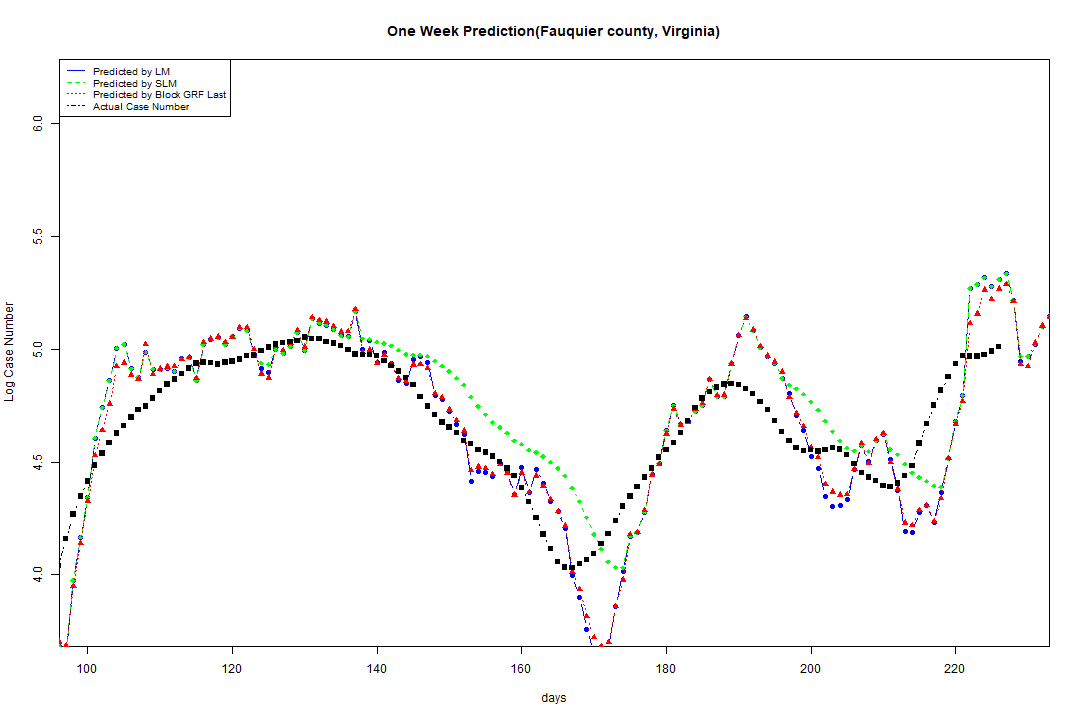 One Week Prediction(Fauquier county, Virginia)
Predicted by LM
Predicted by SLM
Predicted by Block GRF Last
Actual Case Number
Log Case Number
6.0
5.5
5.0
4.5
4.0
100 120 140 160 180 200 220
days